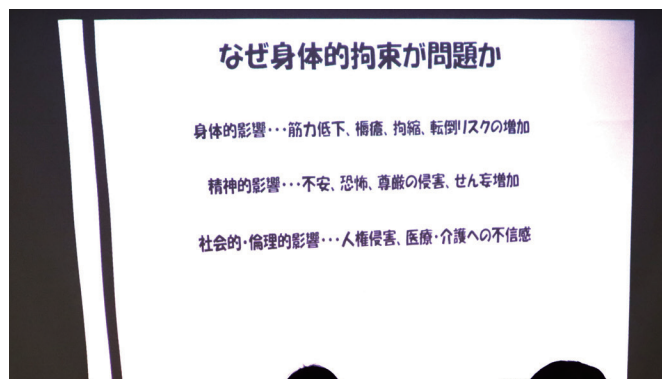 なぜ身体的拘束が問題か
身体的影響･･･筋力低下、褥瘡、拘縮、転倒リスクの増加
精神的影響･･･不安、恐怖、尊厳の侵害、せん妄増加
社会的･倫理的影響･･･人権侵害、医療･介護への不信感